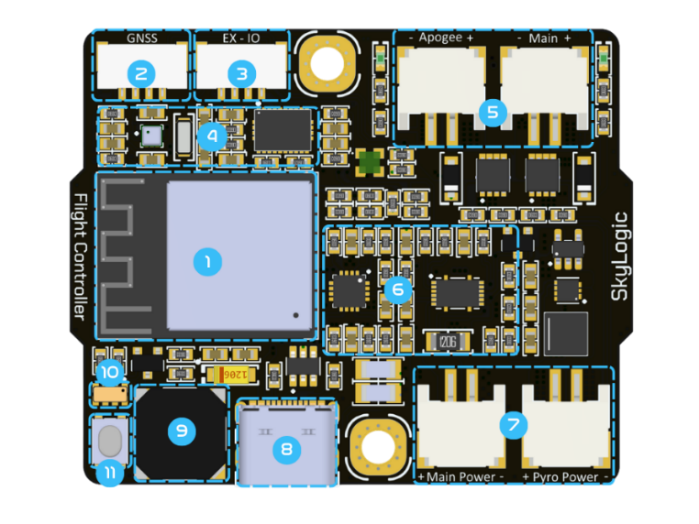 GNSS
EX - IO
- Apogee +
- Main +
2
3
5
4
Flight Controller
1
6
SkyLogic
1206
10
9
8
7
11
+ Main Power -
+ Pyro Power -